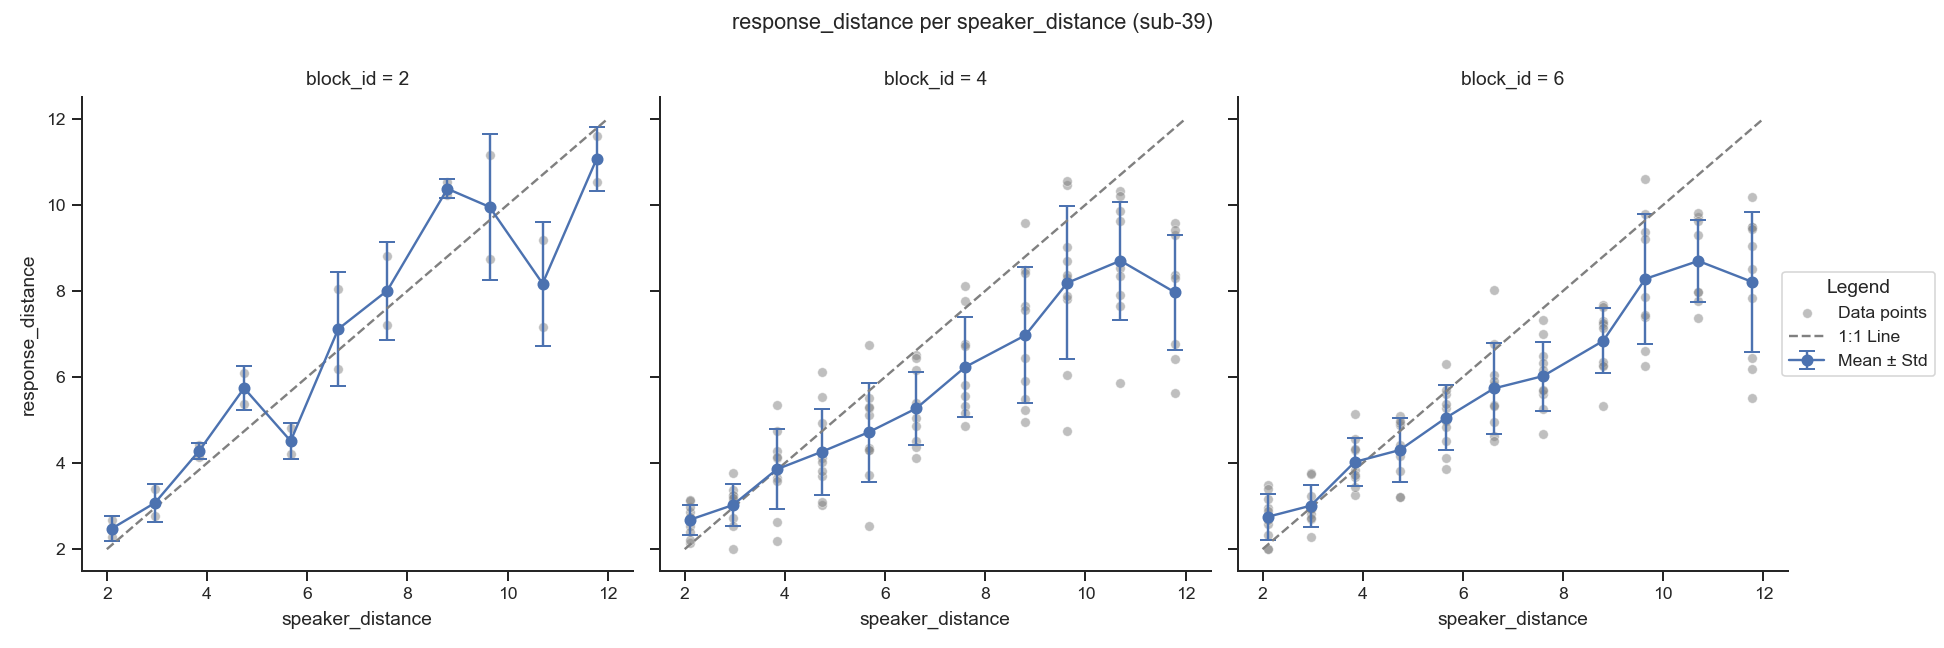 response_distance per speaker_distance (sub-39)
block_id = 2
block_id = 4
block_id = 6
response_distance
12
10
8
6
4
2
2 4 6 8 10 12
2 4 6 8 10 12
2 4 6 8 10 12
speaker_distance
speaker_distance
speaker_distance
Legend
Data points
1:1 Line
Mean ± Std